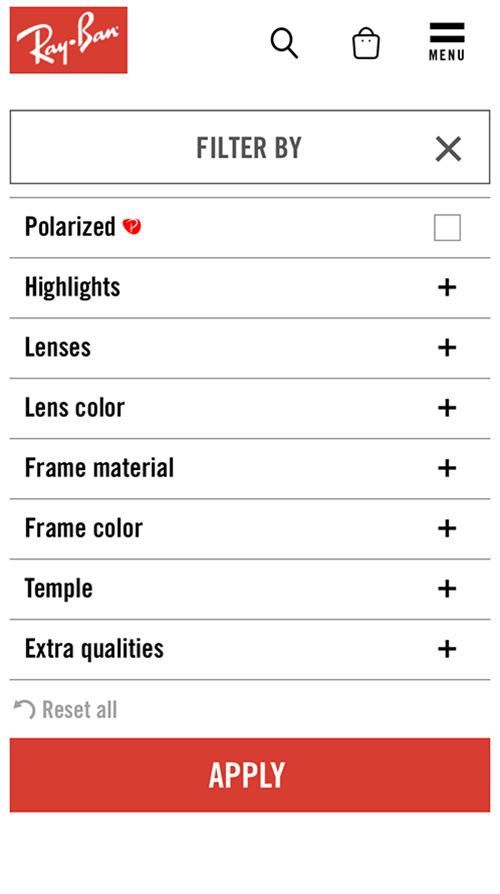 Ray-Ban
MENU
FILTER BY
Polarized
Highlights
Lenses
Lens color
Frame material
Frame color
Temple
Extra qualities
Reset all
APPLY